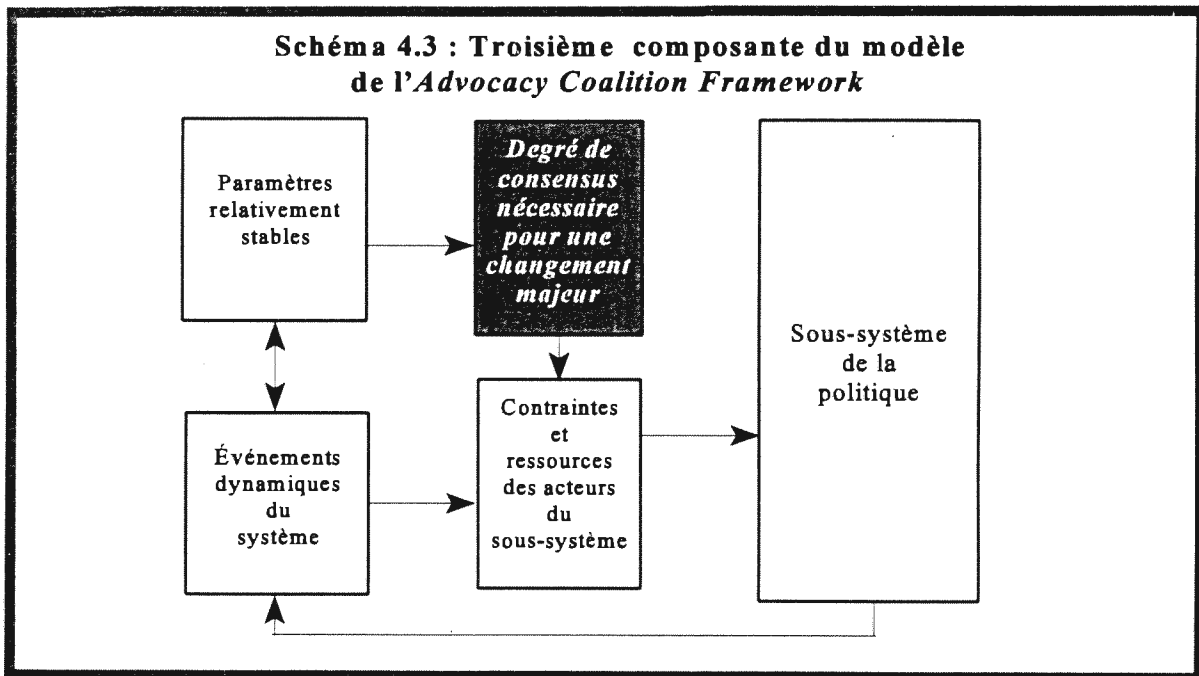 Schéma 4.3 : Troisième composante du modèle
de l'Advocacy Coalition Framework
Paramètres
relativement
stables
Degré de
consensus
nécessaire
pour une
changement
majeur
Sous-système
de la
politique
Événements
dynamiques
du
système
Contraintes
et
ressources
des acteurs
du
sous-système